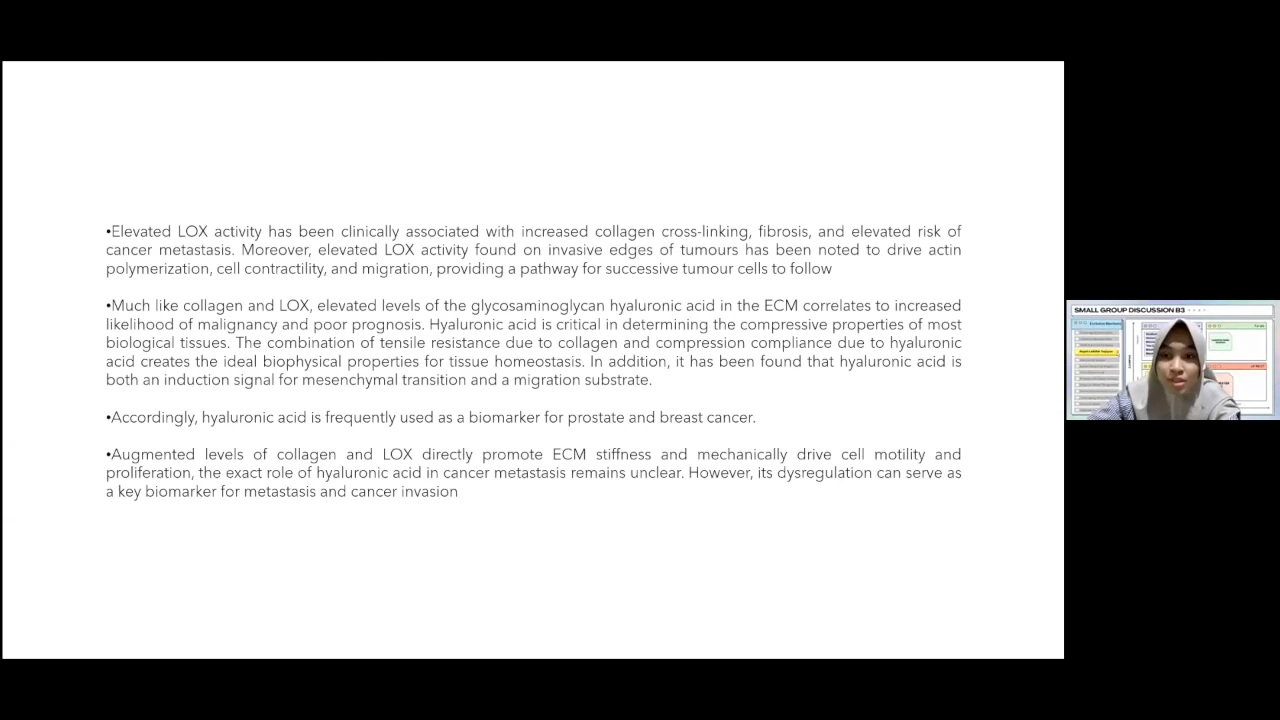 •Elevated LOX activity has been clinically associated with increased collagen cross-linking, fibrosis, and elevated risk of
cancer metastasis. Moreover, elevated LOX activity found on invasive edges of tumours has been noted to drive actin
polymerization, cell contractility, and migration, providing a pathway for successive tumour cells to follow
•Much like collagen and LOX, elevated levels of the glycosaminoglycan hyaluronic acid in the ECM correlates to increased
likelihood of malignancy and poor prognosis. Hyaluronic acid is critical in determining the compressive properties of most
biological tissues. The combination of tensile resistance due to collagen and compression compliance due to hyaluronic
acid creates the ideal biophysical properties for tissue homeostasis. In addition, it has been found that hyaluronic acid is
both an induction signal for mesenchymal transition and a migration substrate.
•Accordingly, hyaluronic acid is frequently used as a biomarker for prostate and breast cancer.
•Augmented levels of collagen and LOX directly promote ECM stiffness and mechanically drive cell motility and
proliferation, the exact role of hyaluronic acid in cancer metastasis remains unclear. However, its dysregulation can serve as
a key biomarker for metastasis and cancer invasion
SMALL GROUP DISCUSSION B3